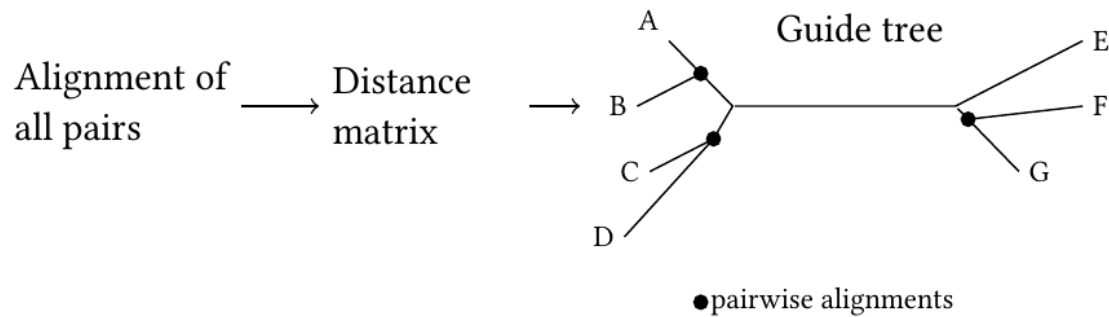 Alignment of
all pairs
Distance
matrix
Guide tree
A
B
C
D
E
F
G
pairwise alignments